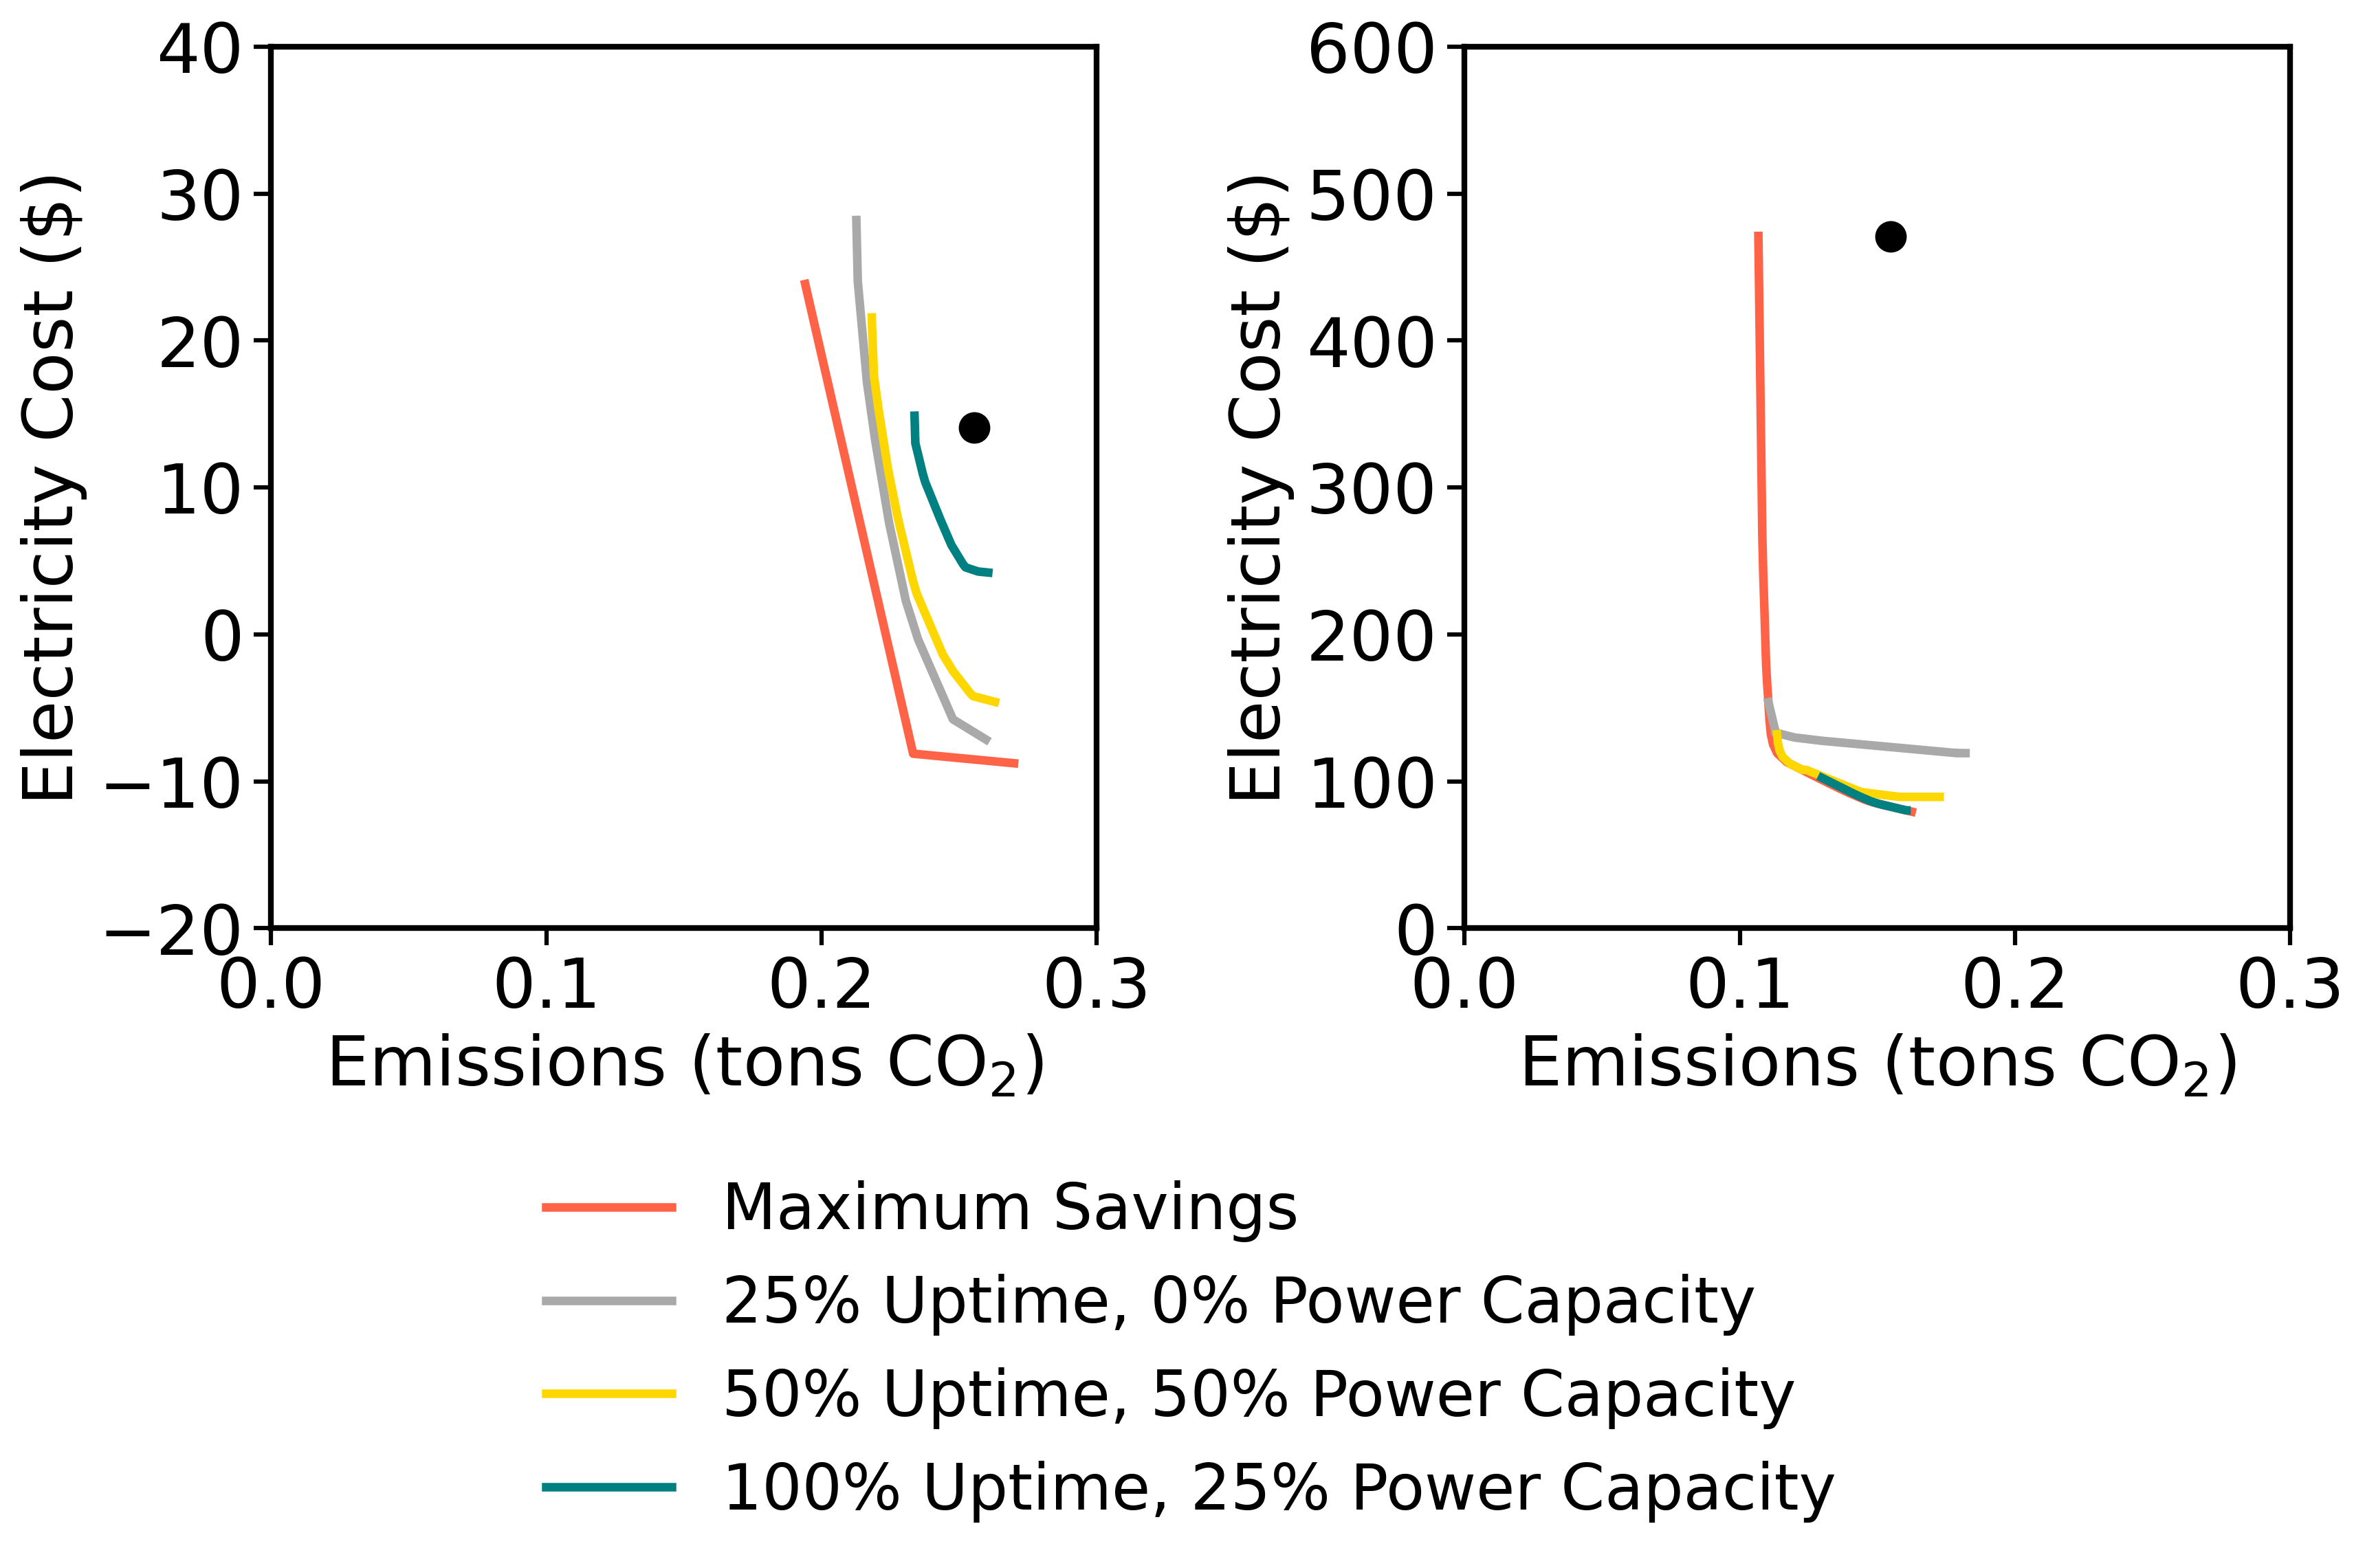 40
30
20
10
0
−10
−20
Electricity Cost ($)
0.0 0.1 0.2 0.3
Emissions (tons CO₂)
600
500
400
300
200
100
0
Electricity Cost ($)
0.0 0.1 0.2 0.3
Emissions (tons CO₂)
Maximum Savings
25% Uptime, 0% Power Capacity
50% Uptime, 50% Power Capacity
100% Uptime, 25% Power Capacity